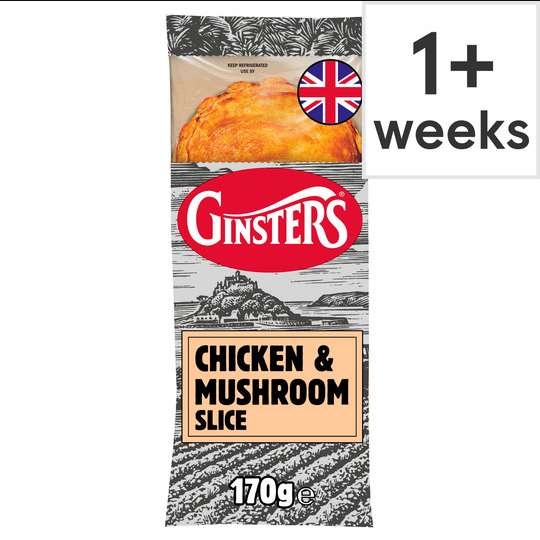 KEEP REFRIGERATED
USE BY
1+
weeks
GINSTERS®
CHICKEN &
MUSHROOM
SLICE
170g e